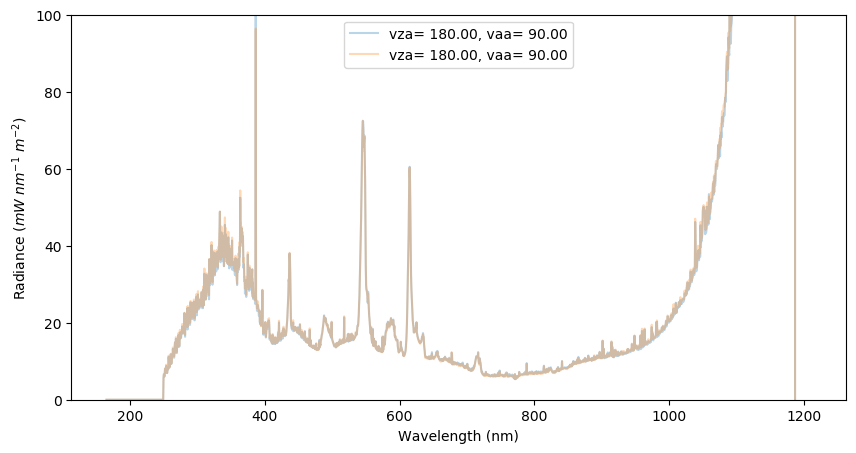 vza= 180.00, vaa= 90.00
vza= 180.00, vaa= 90.00
100
80
60
40
20
0
Radiance (mW nm⁻¹ m⁻²)
200 400 600 800 1000 1200
Wavelength (nm)